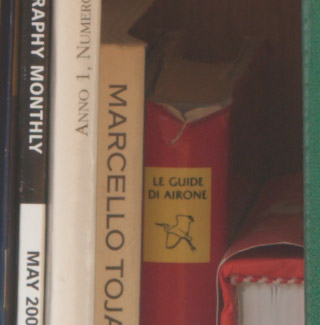 RAPHY MONTHLY
MAY 200
ANNO 1, NUMERO
MARCELLO TOJA
LE GUIDE
DI AIRONE